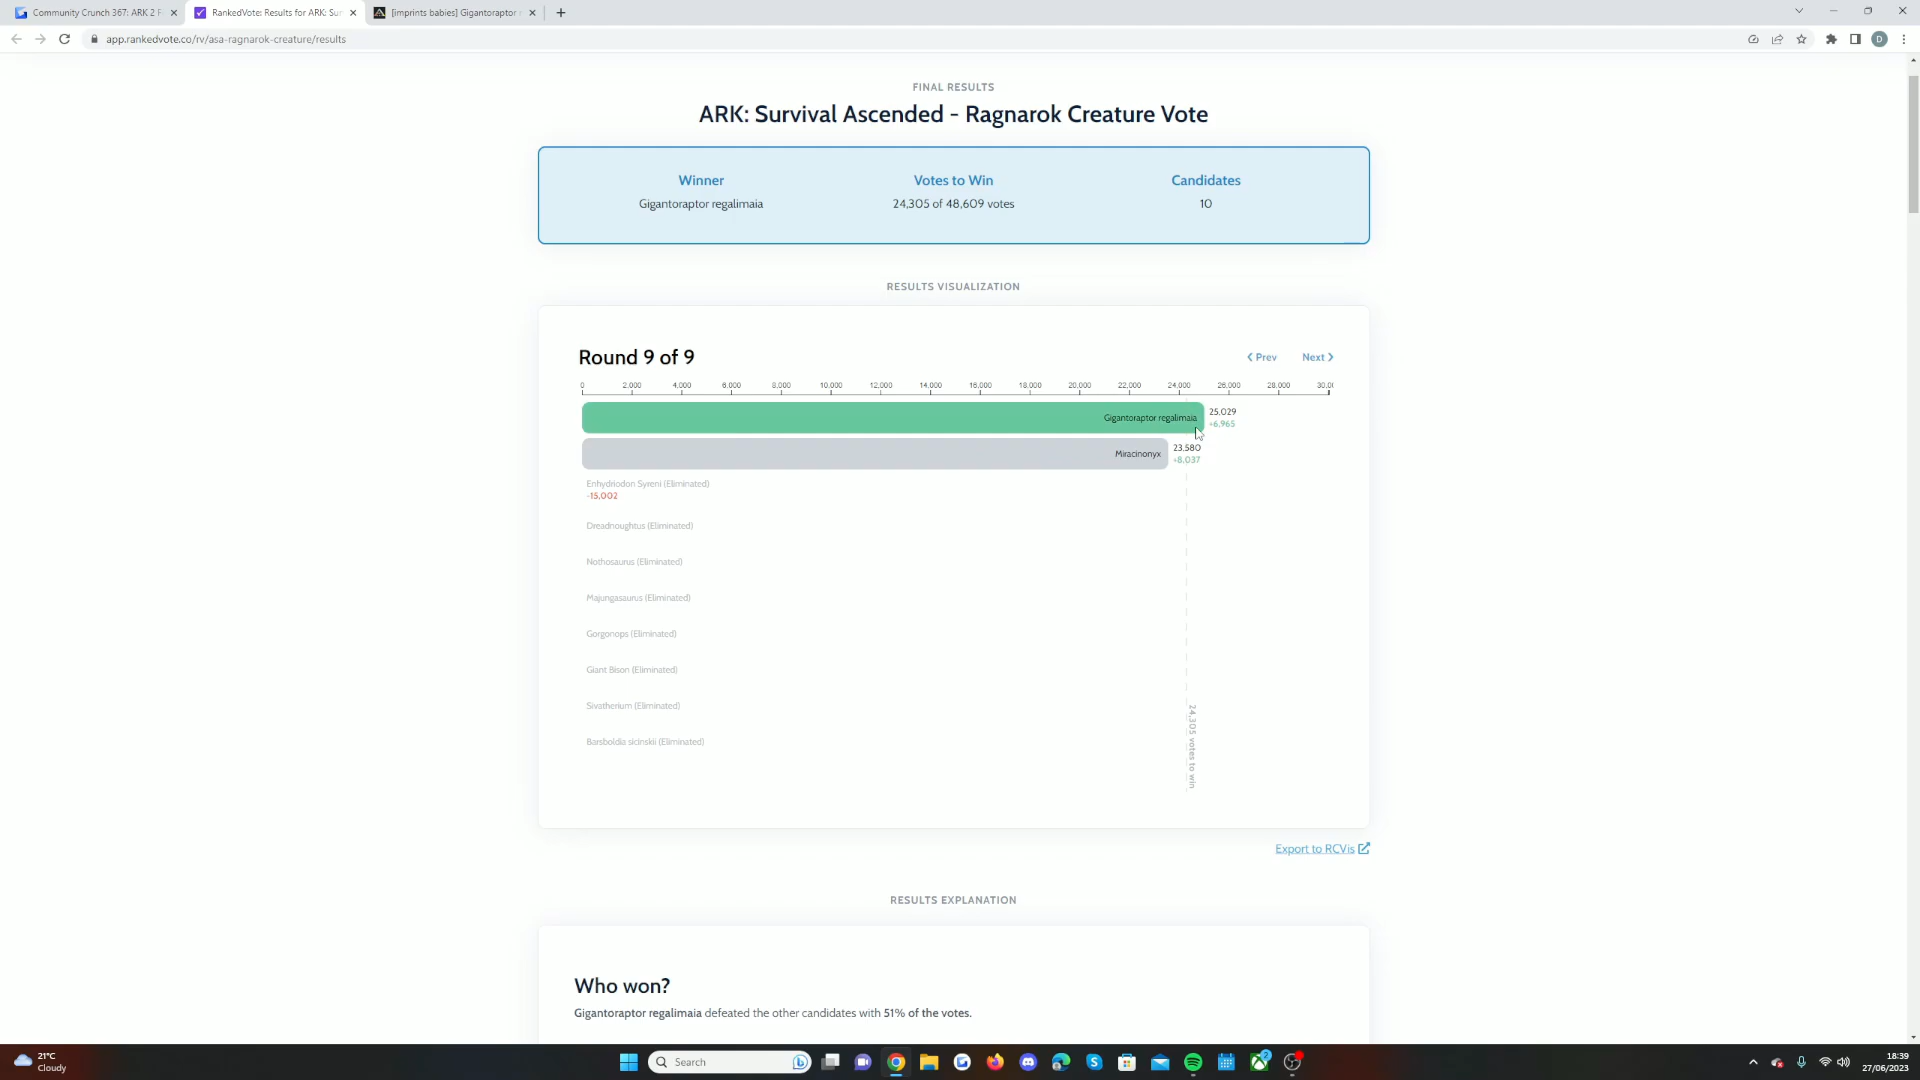 Community Crunch 367: ARK 2 F
RankedVote: Results for ARK: Sur
[imprints babies] Gigantoraptor r
app.rankedvote.co/rv/asa-ragnarok-creature/results
D
FINAL RESULTS
ARK: Survival Ascended - Ragnarok Creature Vote
Winner
Votes to Win
Candidates
Gigantoraptor regalimaia
24,305 of 48,609 votes
10
RESULTS VISUALIZATION
Round 9 of 9
Prev
Next
0 2,000 4,000 6,000 8,000 10,000 12,000 14,000 16,000 18,000 20,000 22,000 24,000 26,000 28,000 30,0
Gigantoraptor regalimaia
25,029
+6,965
Miracinonyx
23,580
+8,037
Enhydriodon Syreni (Eliminated)
-15,002
Dreadnoughtus (Eliminated)
Nothosaurus (Eliminated)
Majungasaurus (Eliminated)
Gorgonops (Eliminated)
Giant Bison (Eliminated)
Sivatherium (Eliminated)
Barsboldia sicinskii (Eliminated)
24,305 votes to win
Export to RCVis
RESULTS EXPLANATION
Who won?
Gigantoraptor regalimaia defeated the other candidates with 51% of the votes.
21°C
Cloudy
Search
2
18:39
27/06/2023